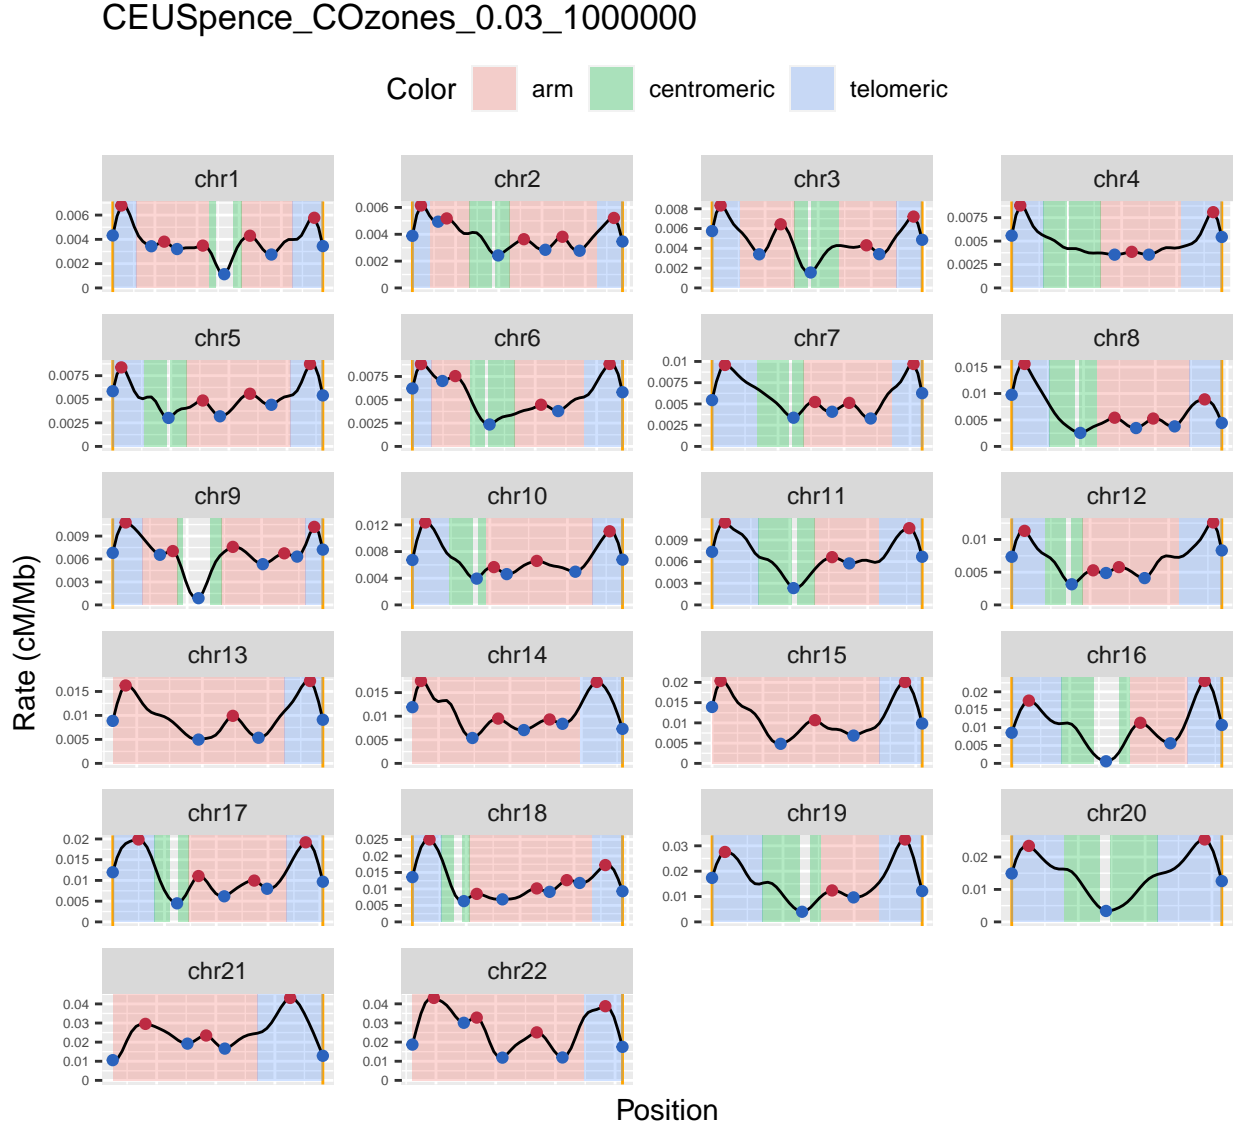 CEUSpence_COzones_0.03_1000000
Color arm centromeric telomeric
chr1 chr2 chr3 chr4
0.006 0.004 0.002 0
0.006 0.004 0.002 0
0.008 0.006 0.004 0.002 0
0.0075 0.005 0.0025 0
chr5 chr6 chr7 chr8
0.0075 0.005 0.0025 0
0.0075 0.005 0.0025 0
0.01 0.0075 0.005 0.0025 0
0.015 0.01 0.005 0
chr9 chr10 chr11 chr12
0.009 0.006 0.003 0
0.012 0.008 0.004 0
0.009 0.006 0.003 0
0.01 0.005 0
chr13 chr14 chr15 chr16
0.015 0.01 0.005 0
0.015 0.01 0.005 0
0.02 0.015 0.01 0.005 0
0.02 0.015 0.01 0.005 0
chr17 chr18 chr19 chr20
0.02 0.015 0.01 0.005 0
0.025 0.02 0.015 0.01 0.005 0
0.03 0.02 0.01 0
0.02 0.01 0
chr21 chr22
0.04 0.03 0.02 0.01 0
0.04 0.03 0.02 0.01 0
Rate (cM/Mb)
Position